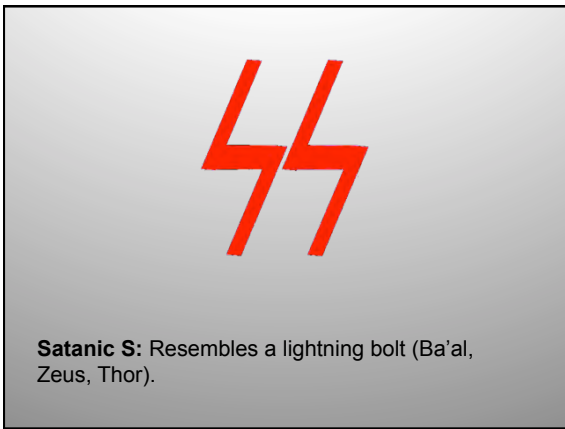 Satanic S: Resembles a lightning bolt (Ba’al,
Zeus, Thor).